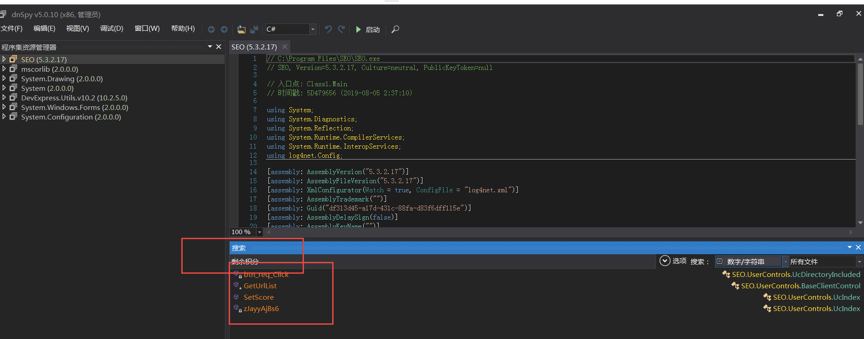 dnSpy v5.0.10 (x86, 管理员)
文件(F) 编辑(E) 视图(V) 调试(D) 窗口(W) 帮助(H) C# 启动
程序集资源管理器
SEO (5.3.2.17)
mscorlib (2.0.0.0)
System.Drawing (2.0.0.0)
System (2.0.0.0)
DevExpress.Utils.v10.2 (10.2.5.0)
System.Windows.Forms (2.0.0.0)
System.Configuration (2.0.0.0)
SEO (5.3.2.17)
1 // C:\Program Files\SEO\SEO.exe
2 // SEO, Version=5.3.2.17, Culture=neutral, PublicKeyToken=null
3
4 // 入口点: Class1.Main
5 // 时间戳: 5D479656 (2019-08-05 2:37:10)
6
7 using System;
8 using System.Diagnostics;
9 using System.Reflection;
10 using System.Runtime.CompilerServices;
11 using System.Runtime.InteropServices;
12 using log4net.Config;
13
14 [assembly: AssemblyVersion("5.3.2.17")]
15 [assembly: AssemblyFileVersion("5.3.2.17")]
16 [assembly: XmlConfigurator(Watch = true, ConfigFile = "log4net.xml")]
17 [assembly: AssemblyTrademark("")]
18 [assembly: Guid("df313d45-a17d-431c-88fa-d83f6dff115e")]
19 [assembly: AssemblyDelaySign(false)]
20 [assembly: AssemblyKeyName("")]
100 %
搜索
剩余积分 选项 搜索: 数字/字符串 所有文件
btn_req_Click SEO.UserControls.UcDirectoryIncluded
GetUrlList SEO.UserControls.BaseClientControl
SetScore SEO.UserControls.UcIndex
zJayyAjBs6 SEO.UserControls.UcIndex